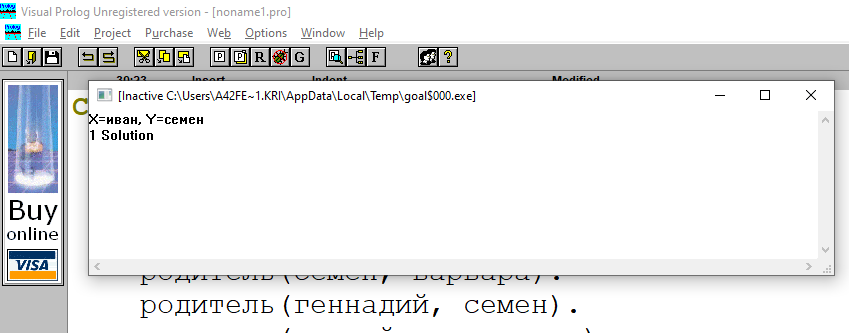 Prolog
Visual Prolog Unregistered version - [noname1.pro]
Prolog
File Edit Project Purchase Web Options Window Help
P R G F ?
30:23 Insert Indent Modified
[Inactive C:\Users\A42FE~1.KRI\AppData\Local\Temp\goal$000.exe]
X=иван, Y=семен
1 Solution
Buy
online
VISA
родитель(семен, варвара).
родитель(геннадий, семен).